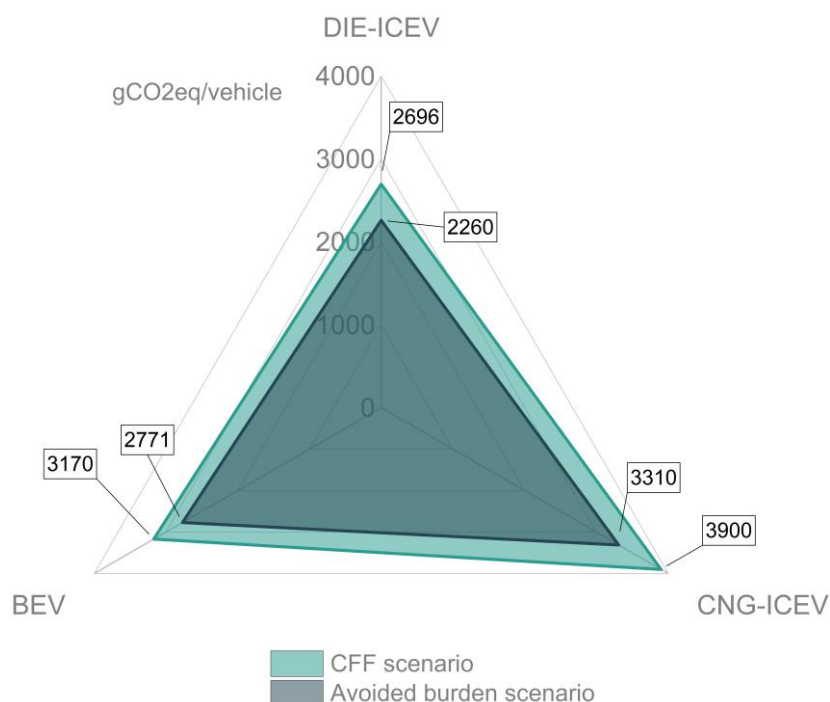 DIE-ICEV
4000
gCO2eq/vehicle
2696
3000
2260
2000
1000
0
2771
3170
3310
3900
BEV
CNG-ICEV
CFF scenario
Avoided burden scenario